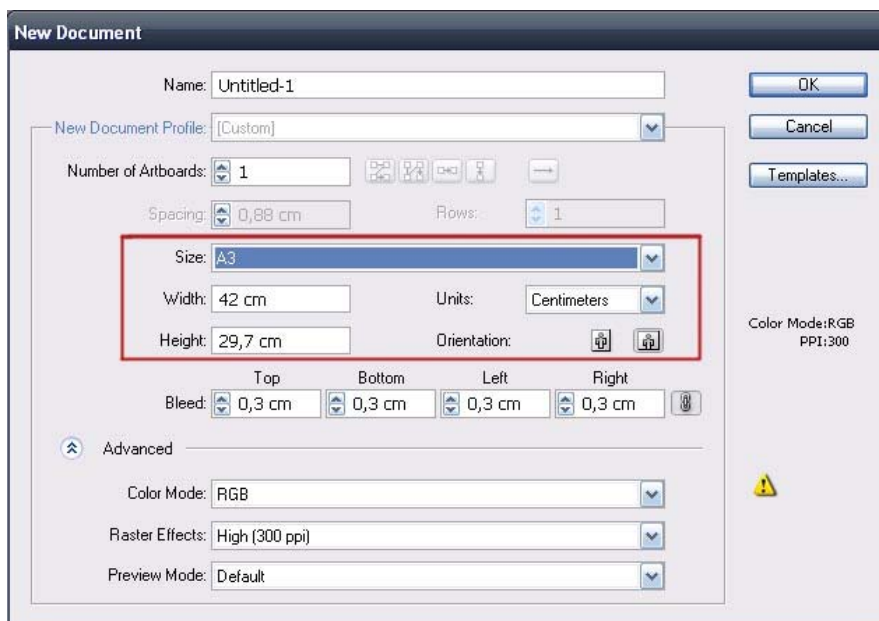 New Document
Name: Untitled-1 OK
New Document Profile: [Custom] Cancel
Number of Artboards: 1 Templates...
Spacing: 0,88 cm Rows: 1
Size: A3
Width: 42 cm Units: Centimeters
Height: 29,7 cm Orientation:
Color Mode:RGB
PPI:300
Top Bottom Left Right
Bleed: 0,3 cm 0,3 cm 0,3 cm 0,3 cm
Advanced
Color Mode: RGB
Raster Effects: High (300 ppi)
Preview Mode: Default